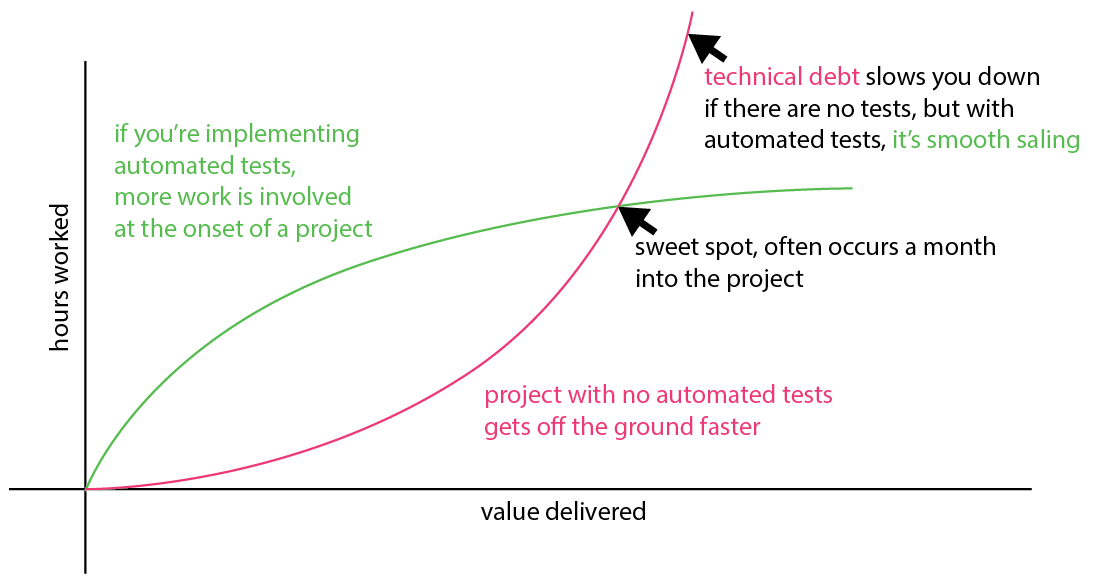 technical debt slows you down
if there are no tests, but with
automated tests, it's smooth saling
if you're implementing
automated tests,
more work is involved
at the onset of a project
hours worked
sweet spot, often occurs a month
into the project
project with no automated tests
gets off the ground faster
value delivered